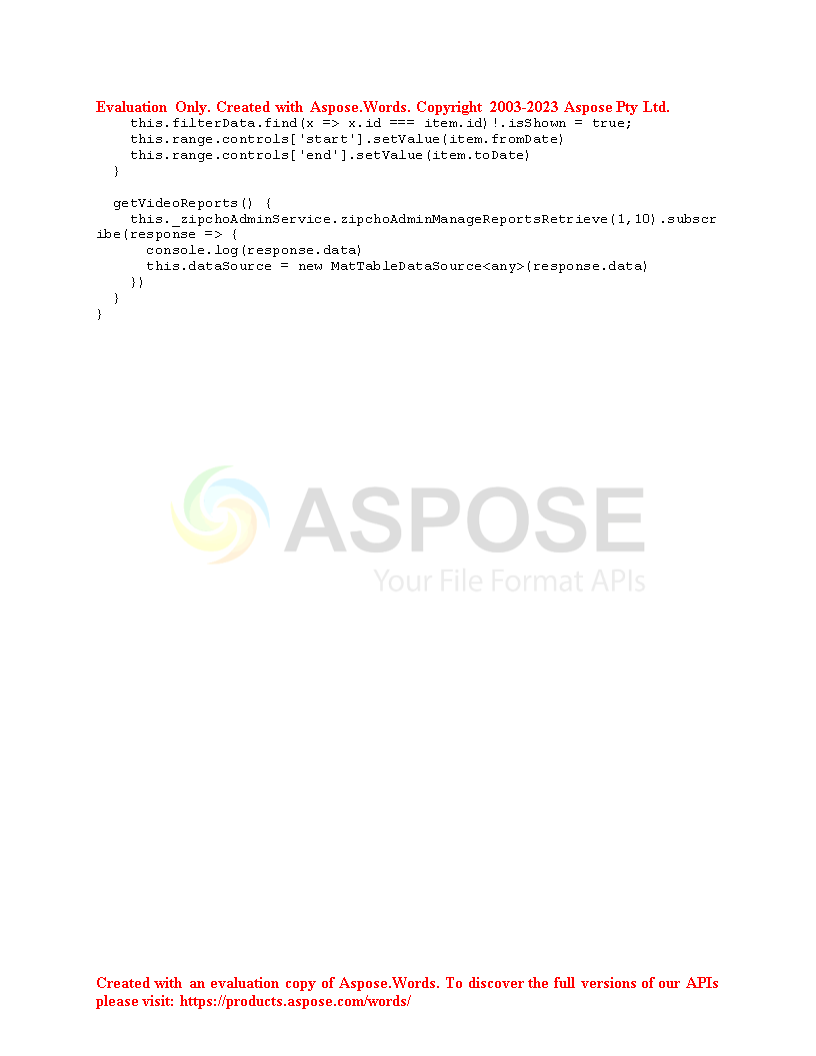 Evaluation Only. Created with Aspose.Words. Copyright 2003-2023 Aspose Pty Ltd.
    this.filterData.find(x => x.id === item.id)!.isShown = true;
    this.range.controls['start'].setValue(item.fromDate)
    this.range.controls['end'].setValue(item.toDate)
  }

  getVideoReports() {
    this._zipchoAdminService.zipchoAdminManageReportsRetrieve(1,10).subscr
ibe(response => {
      console.log(response.data)
      this.dataSource = new MatTableDataSource<any>(response.data)
    })
  }
}
ASPOSE
Your File Format APIs
Created with an evaluation copy of Aspose.Words. To discover the full versions of our APIs
please visit: https://products.aspose.com/words/